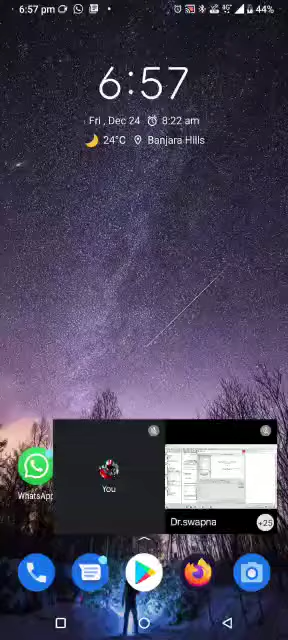 6:57 pm
44%
6:57
Fri , Dec 24 8:22 am
24°C Banjara Hills
WhatsApp
You
Dr.swapna
+25